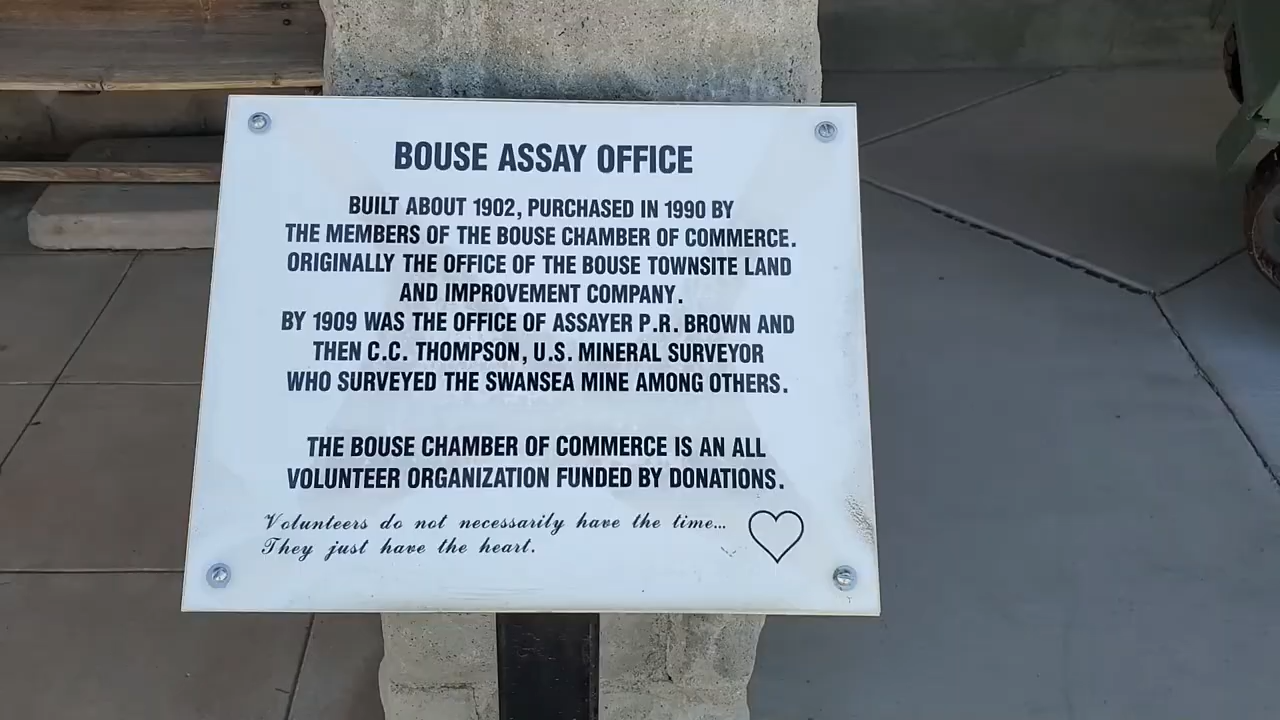 BOUSE ASSAY OFFICE
BUILT ABOUT 1902, PURCHASED IN 1990 BY
THE MEMBERS OF THE BOUSE CHAMBER OF COMMERCE.
ORIGINALLY THE OFFICE OF THE BOUSE TOWNSITE LAND
AND IMPROVEMENT COMPANY.
BY 1909 WAS THE OFFICE OF ASSAYER P.R. BROWN AND
THEN C.C. THOMPSON, U.S. MINERAL SURVEYOR
WHO SURVEYED THE SWANSEA MINE AMONG OTHERS.
THE BOUSE CHAMBER OF COMMERCE IS AN ALL
VOLUNTEER ORGANIZATION FUNDED BY DONATIONS.
Volunteers do not necessarily have the time...
They just have the heart.